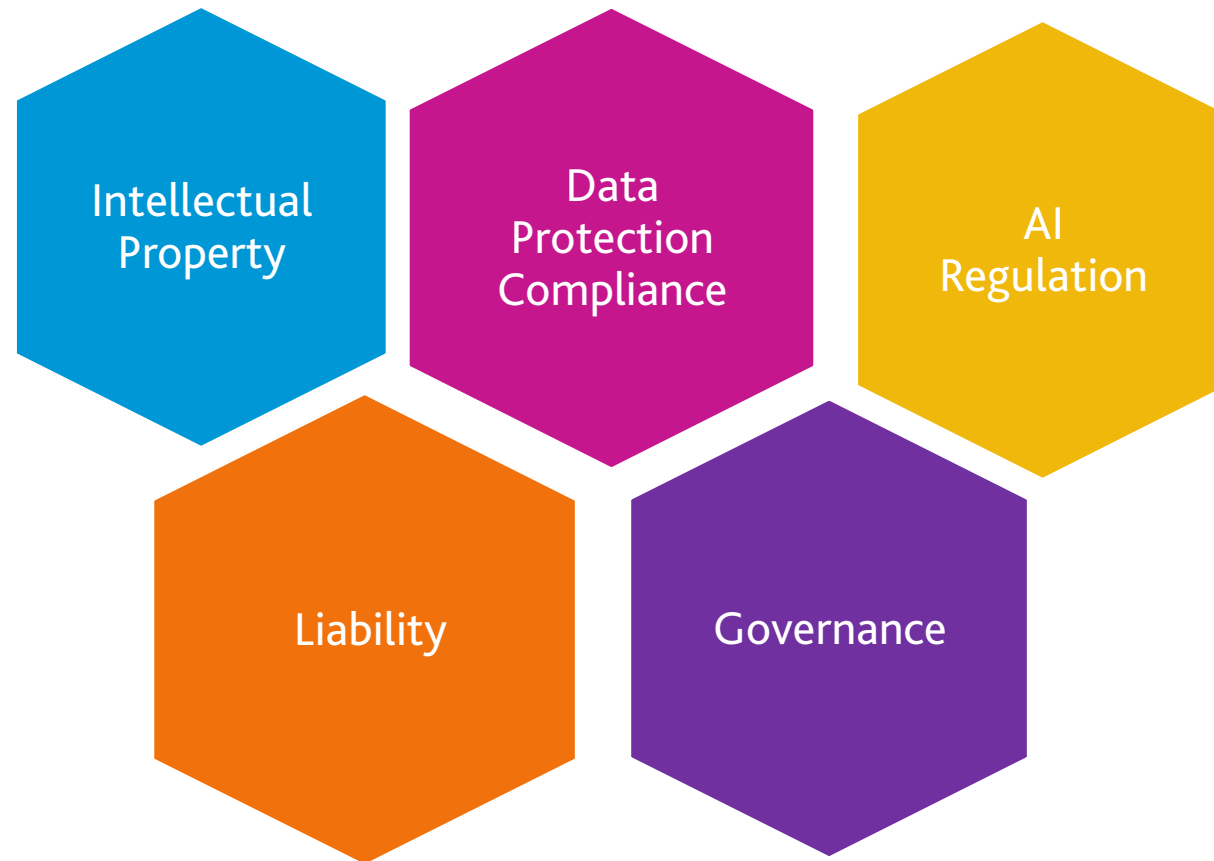 Intellectual
Property
Data
Protection
Compliance
AI
Regulation
Liability
Governance